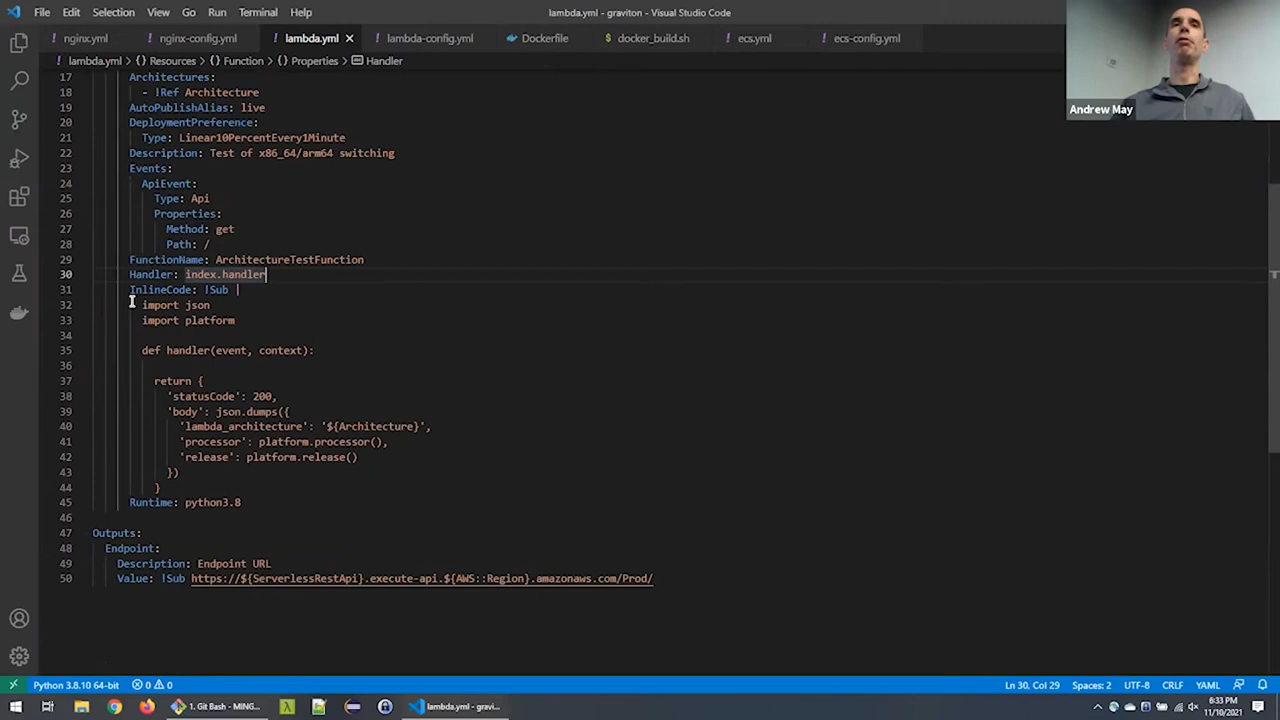 File Edit Selection View Go Run Terminal Help
lambda.yml - graviton - Visual Studio Code
nginx.yml nginx-config.yml lambda.yml lambda-config.yml Dockerfile docker_build.sh ecs.yml ecs-config.yml
lambda.yml > Resources > Function > Properties > Handler
Andrew May
17 Architectures:
18 - !Ref Architecture
19 AutoPublishAlias: live
20 DeploymentPreference:
21 Type: Linear10PercentEvery1Minute
22 Description: Test of x86_64/arm64 switching
23 Events:
24 ApiEvent:
25 Type: Api
26 Properties:
27 Method: get
28 Path: /
29 FunctionName: ArchitectureTestFunction
30 Handler: index.handler
31 InlineCode: !Sub |
32 import json
33 import platform
34
35 def handler(event, context):
36
37 return {
38 'statusCode': 200,
39 'body': json.dumps({
40 'lambda_architecture': '${Architecture}',
41 'processor': platform.processor(),
42 'release': platform.release()
43 })
44 }
45 Runtime: python3.8
46
47 Outputs:
48 Endpoint:
49 Description: Endpoint URL
50 Value: !Sub https://${ServerlessRestApi}.execute-api.${AWS::Region}.amazonaws.com/Prod/
Python 3.8.10 64-bit 0 0 Ln 30, Col 29 Spaces: 2 UTF-8 CRLF YAML
1. Git Bash - MING... lambda.yml - gravi...
6:33 PM
11/10/2021